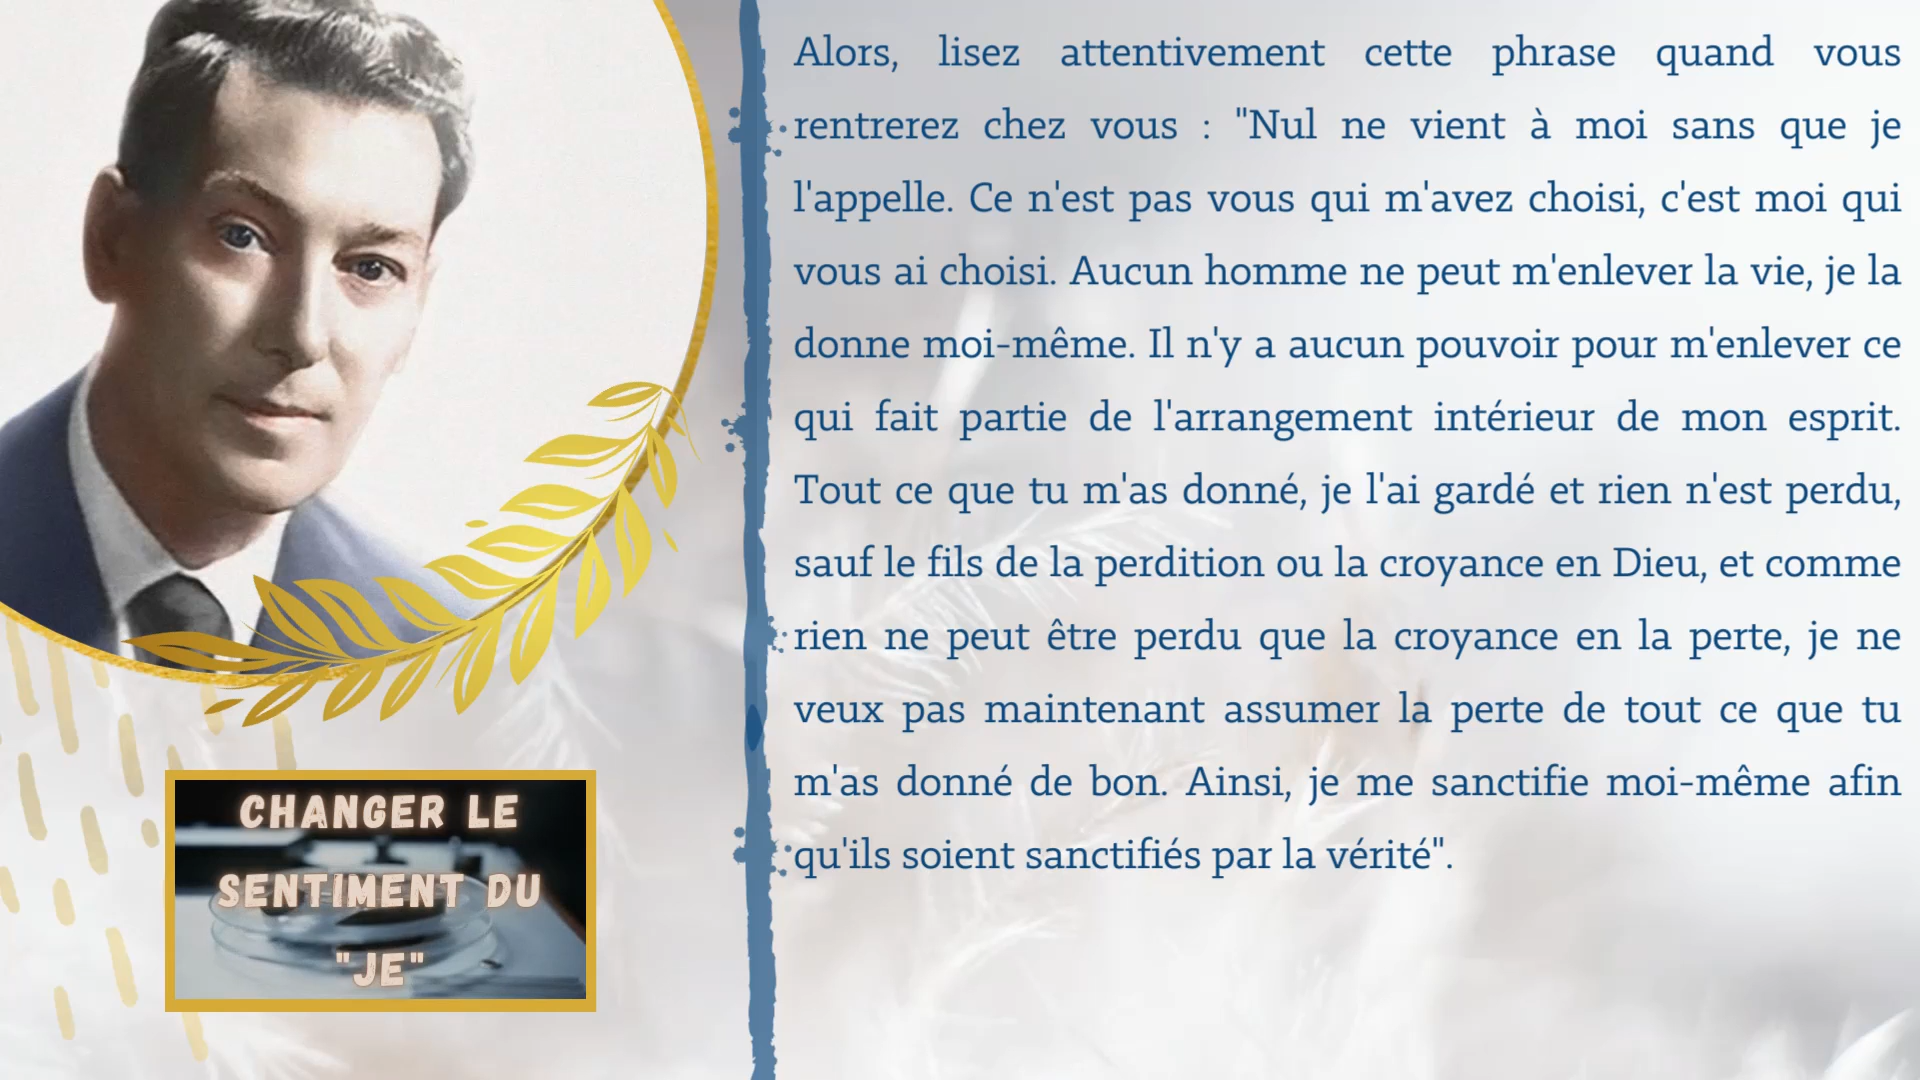 Alors, lisez attentivement cette phrase quand vous
rentrerez chez vous : "Nul ne vient à moi sans que je
l'appelle. Ce n'est pas vous qui m'avez choisi, c'est moi qui
vous ai choisi. Aucun homme ne peut m'enlever la vie, je la
donne moi-même. Il n'y a aucun pouvoir pour m'enlever ce
qui fait partie de l'arrangement intérieur de mon esprit.
Tout ce que tu m'as donné, je l'ai gardé et rien n'est perdu,
sauf le fils de la perdition ou la croyance en Dieu, et comme
rien ne peut être perdu que la croyance en la perte, je ne
veux pas maintenant assumer la perte de tout ce que tu
m'as donné de bon. Ainsi, je me sanctifie moi-même afin
qu'ils soient sanctifiés par la vérité".
CHANGER LE
SENTIMENT DU
"JE"